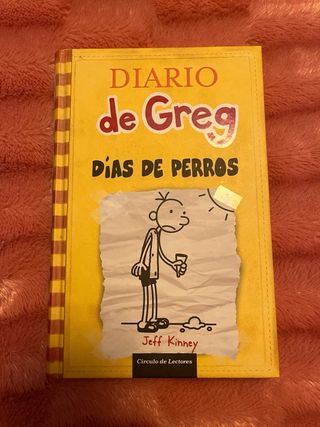 DIARIO
de Greg
DÍAS DE PERROS
Jeff Kinney
Círculo de Lectores